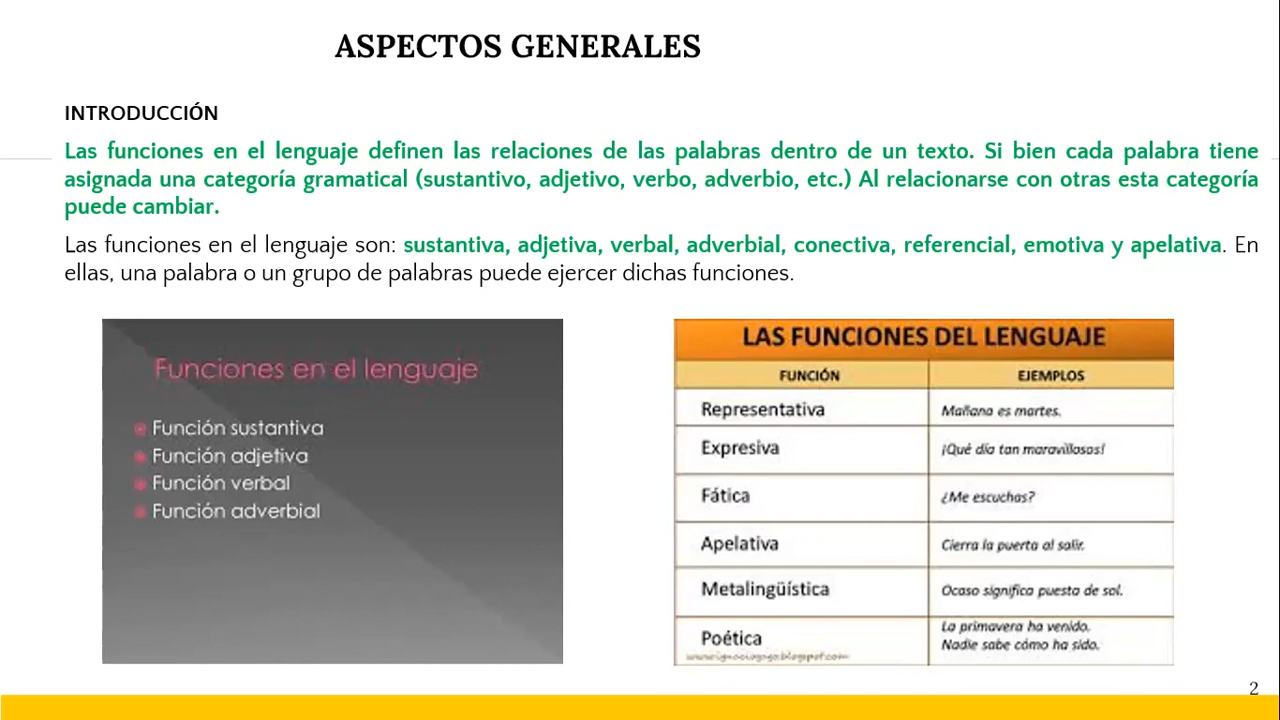 ASPECTOS GENERALES
INTRODUCCIÓN
Las funciones en el lenguaje definen las relaciones de las palabras dentro de un texto. Si bien cada palabra tiene
asignada una categoría gramatical (sustantivo, adjetivo, verbo, adverbio, etc.) Al relacionarse con otras esta categoría
puede cambiar.
Las funciones en el lenguaje son: sustantiva, adjetiva, verbal, adverbial, conectiva, referencial, emotiva y apelativa. En
ellas, una palabra o un grupo de palabras puede ejercer dichas funciones.
Funciones en el lenguaje
Función sustantiva
Función adjetiva
Función verbal
Función adverbial
LAS FUNCIONES DEL LENGUAJE
FUNCIÓN EJEMPLOS
Representativa Mañana es martes.
Expresiva ¡Qué día tan maravilloso!
Fática ¿Me escuchas?
Apelativa Cierra la puerta al salir.
Metalingüística Ocaso significa puesta de sol.
Poética La primavera ha venido.
Nadie sabe cómo ha sido.
2